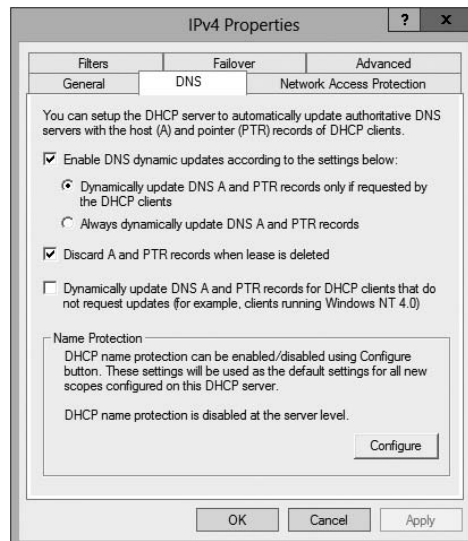 IPv4 Properties
?
x
Filters
Failover
Advanced
General
DNS
Network Access Protection
You can setup the DHCP server to automatically update authoritative DNS
servers with the host (A) and pointer (PTR) records of DHCP clients.
Enable DNS dynamic updates according to the settings below:
Dynamically update DNS A and PTR records only if requested by
the DHCP clients
Always dynamically update DNS A and PTR records
Discard A and PTR records when lease is deleted
Dynamically update DNS A and PTR records for DHCP clients that do
not request updates (for example, clients running Windows NT 4.0)
Name Protection
DHCP name protection can be enabled/disabled using Configure
button. These settings will be used as the default settings for all new
scopes configured on this DHCP server.
DHCP name protection is disabled at the server level.
Configure
OK
Cancel
Apply